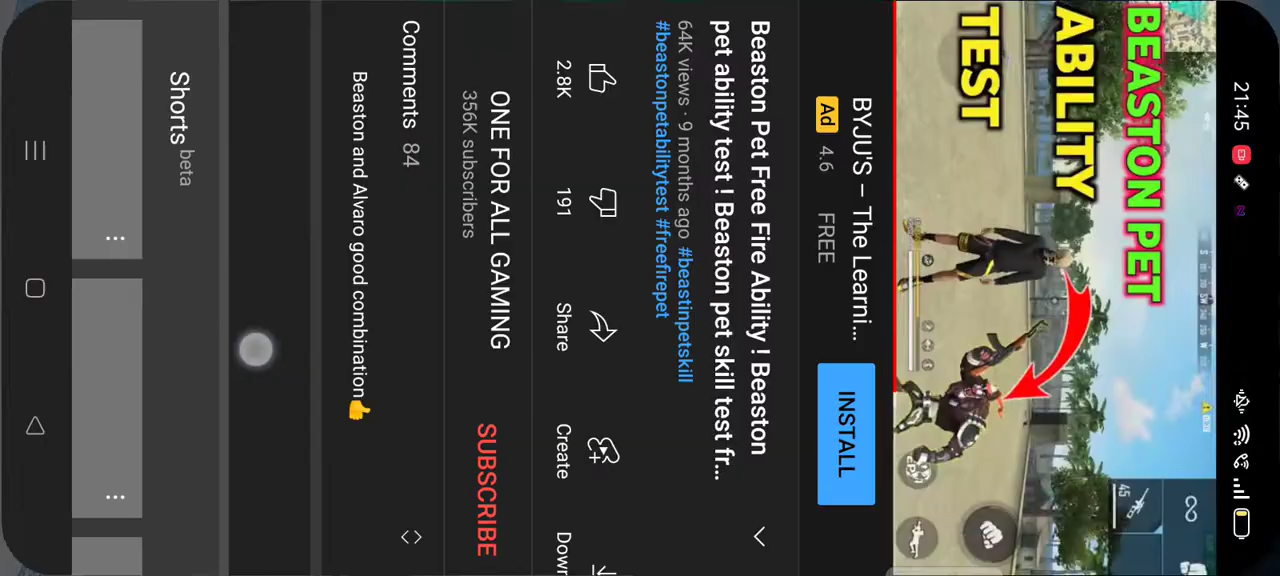 21:45
BEASTON PET
ABILITY
TEST
45
BYJU'S – The Learni...
Ad 4.6 FREE
INSTALL
Beaston Pet Free Fire Ability ! Beaston
pet ability test ! Beaston pet skill test fr...
64K views · 9 months ago #beastinpetskill
#beastonpetabilitytest #freefirepet
2.8K
191
Share
Create
Down
ONE FOR ALL GAMING
356K subscribers
SUBSCRIBE
Comments 84
Beaston and Alvaro good combination👍
Shorts beta